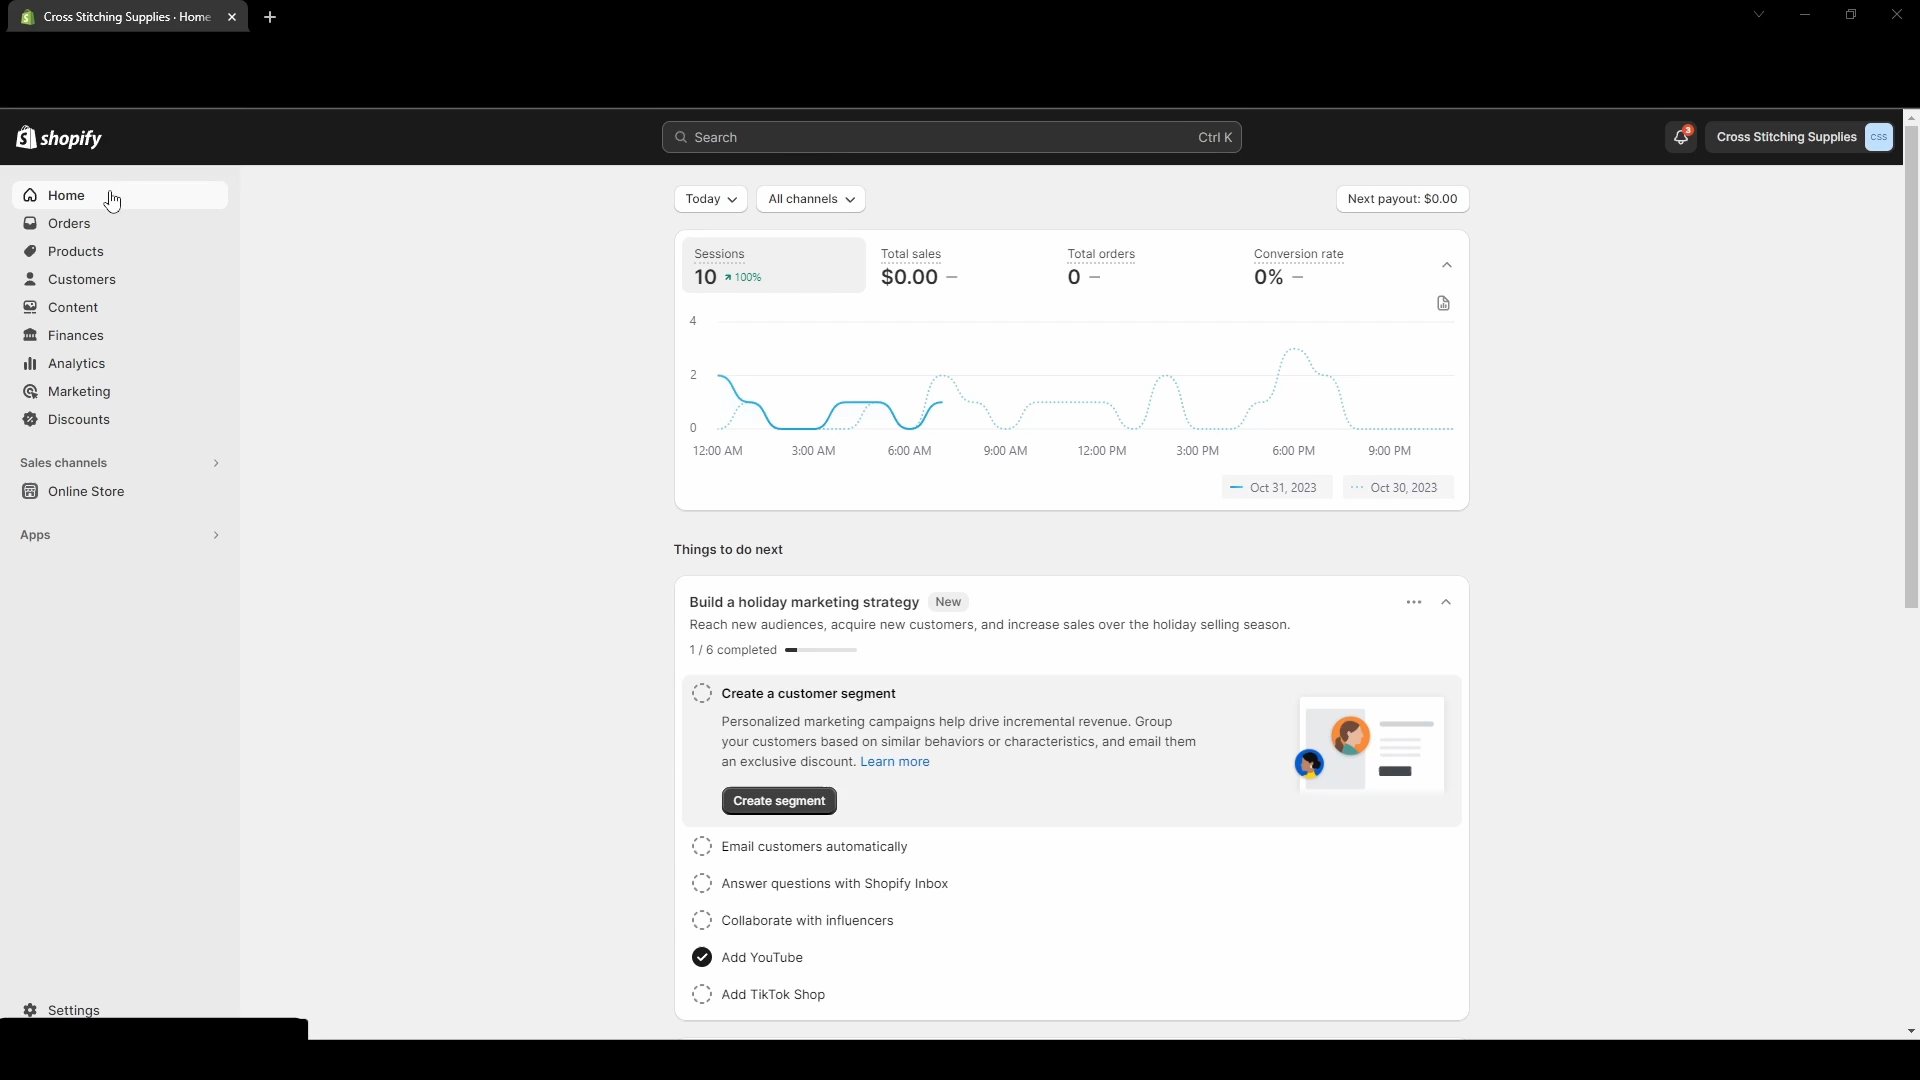 Cross Stitching Supplies · Home
shopify
Search
Ctrl K
3
Cross Stitching Supplies
CSS
Home
Orders
Products
Customers
Content
Finances
Analytics
Marketing
Discounts
Sales channels
Online Store
Apps
Settings
Today
All channels
Next payout: $0.00
Sessions
10
100%
Total sales
$0.00 —
Total orders
0 —
Conversion rate
0% —
4
2
0
12:00 AM
3:00 AM
6:00 AM
9:00 AM
12:00 PM
3:00 PM
6:00 PM
9:00 PM
Oct 31, 2023
Oct 30, 2023
Things to do next
Build a holiday marketing strategy
New
Reach new audiences, acquire new customers, and increase sales over the holiday selling season.
1 / 6 completed
Create a customer segment
Personalized marketing campaigns help drive incremental revenue. Group
your customers based on similar behaviors or characteristics, and email them
an exclusive discount. Learn more
Create segment
Email customers automatically
Answer questions with Shopify Inbox
Collaborate with influencers
Add YouTube
Add TikTok Shop